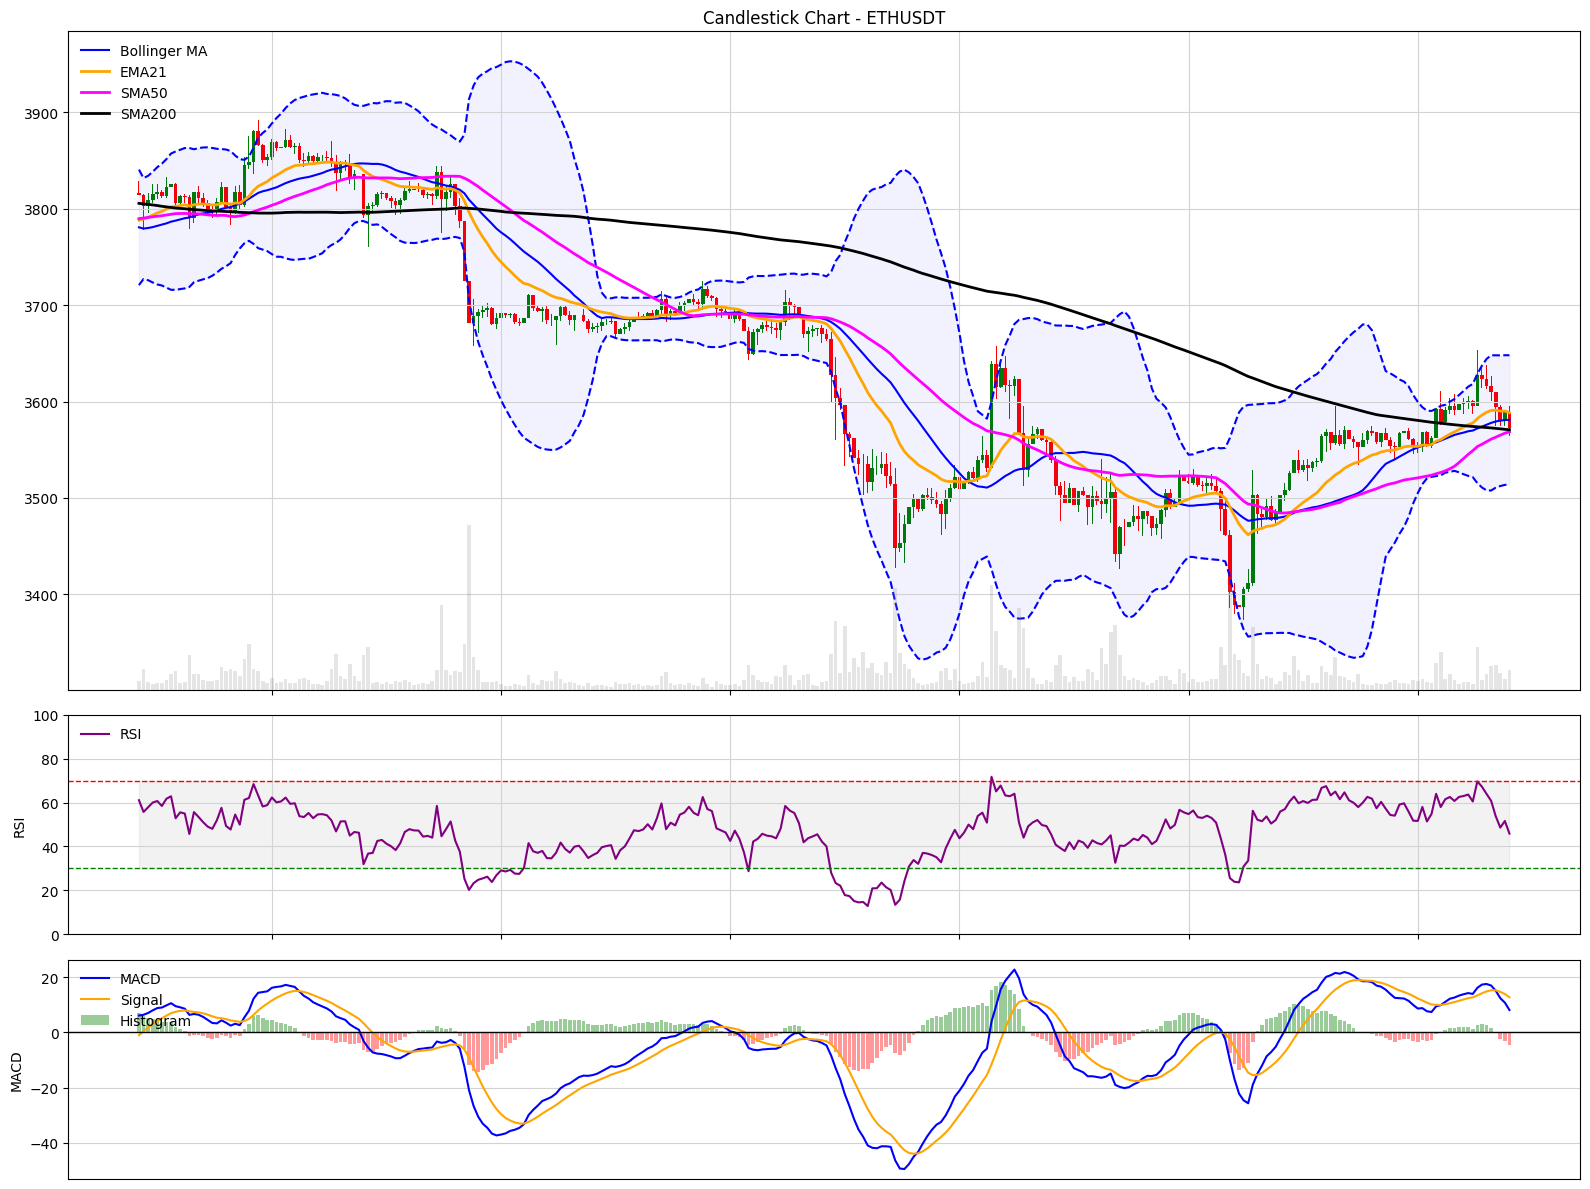 Candlestick Chart - ETHUSDT
Bollinger MA
EMA21
SMA50
SMA200
3900
3800
3700
3600
3500
3400
RSI
100
80
60
40
20
0
RSI
MACD
Signal
Histogram
20
0
−20
−40
MACD